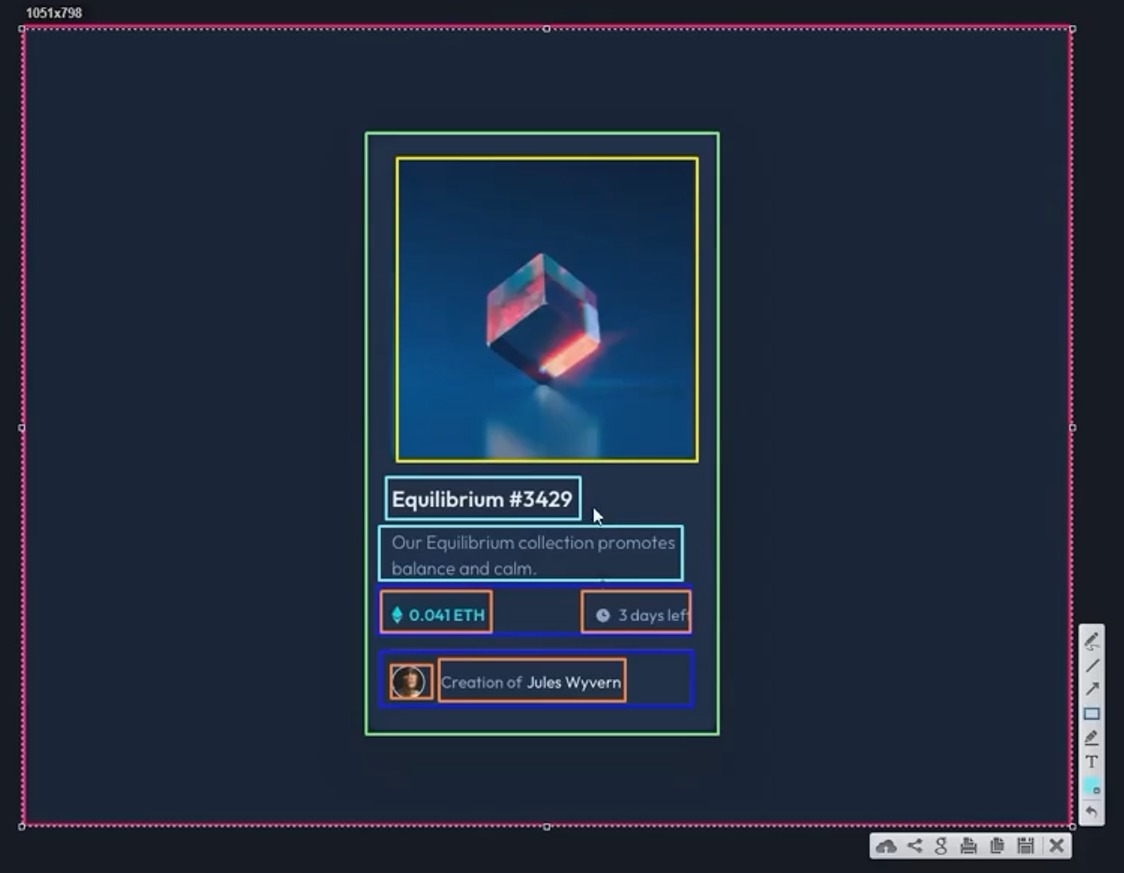 1051x798
Equilibrium #3429
Our Equilibrium collection promotes
balance and calm.
0.041 ETH
3 days left
Creation of Jules Wyvern
T
g